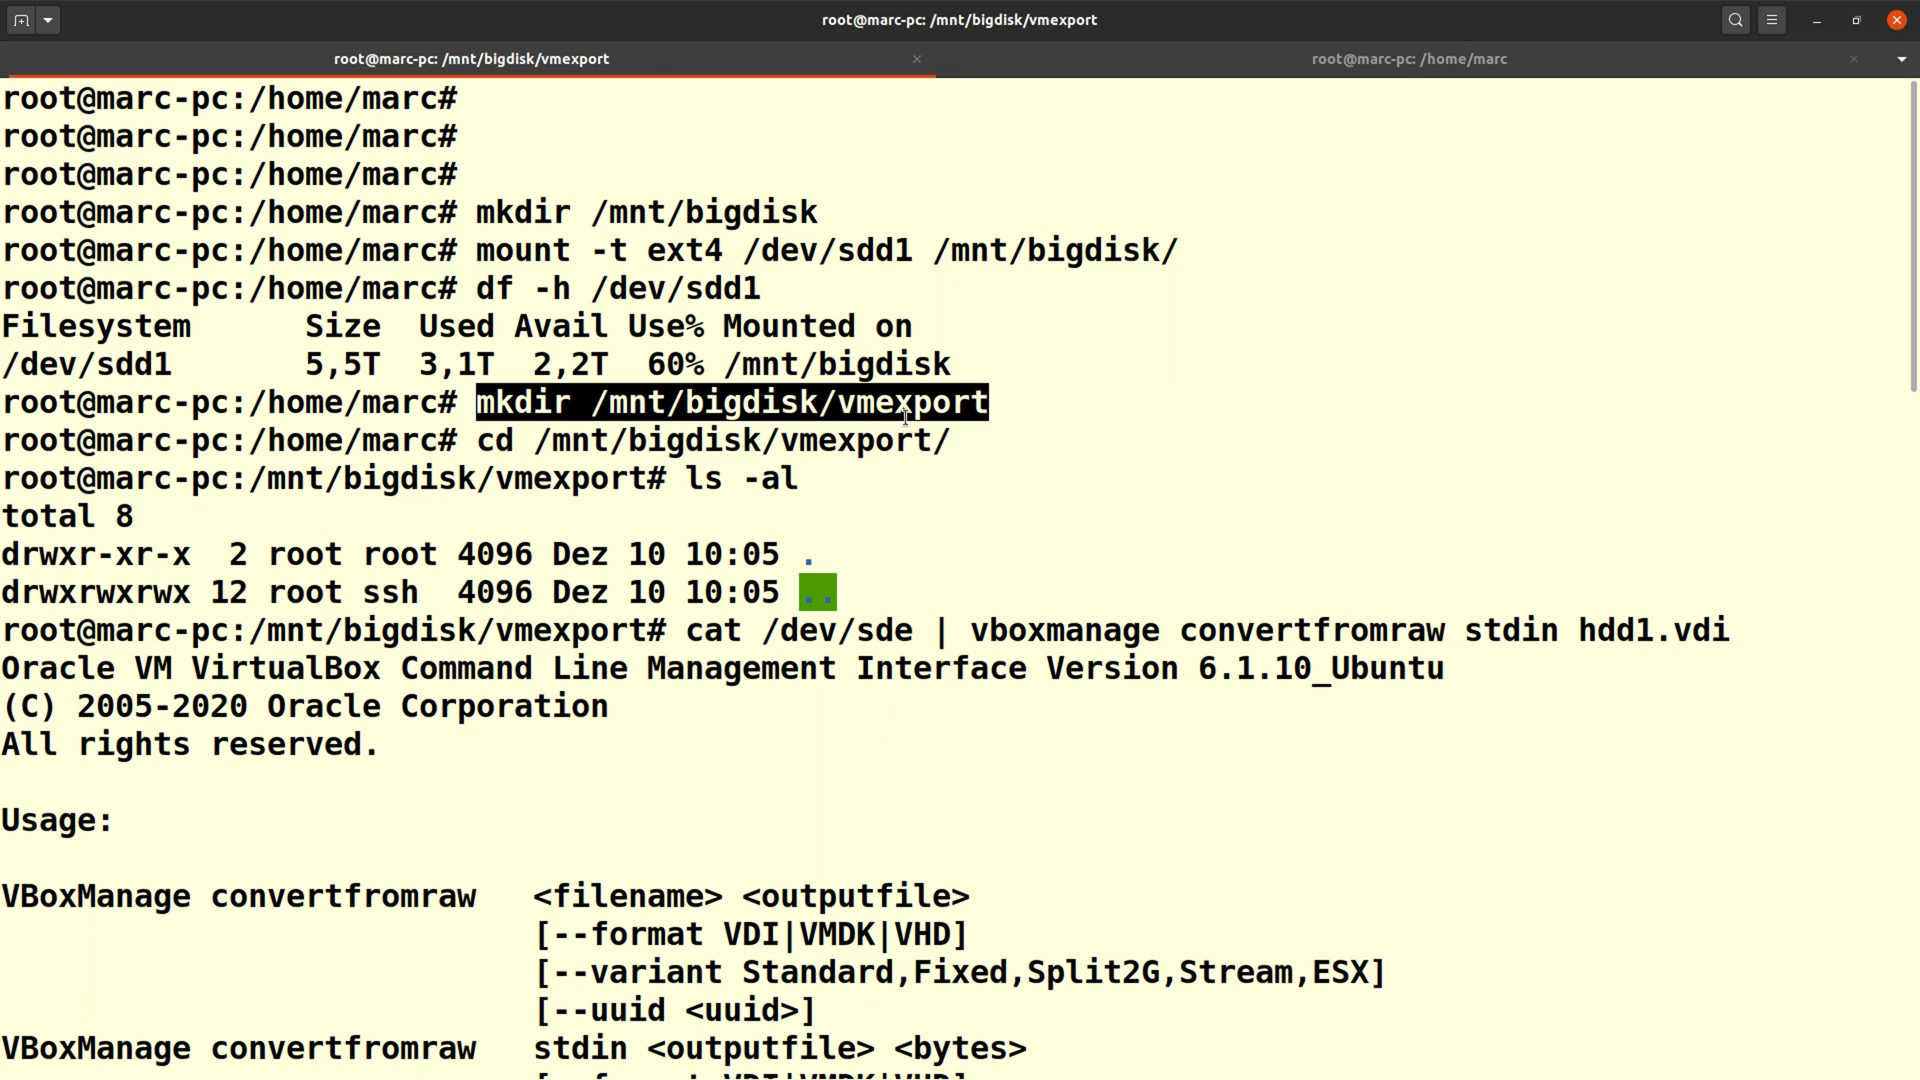 root@marc-pc: /mnt/bigdisk/vmexport
root@marc-pc: /mnt/bigdisk/vmexport
root@marc-pc: /home/marc
root@marc-pc:/home/marc#
root@marc-pc:/home/marc#
root@marc-pc:/home/marc#
root@marc-pc:/home/marc# mkdir /mnt/bigdisk
root@marc-pc:/home/marc# mount -t ext4 /dev/sdd1 /mnt/bigdisk/
root@marc-pc:/home/marc# df -h /dev/sdd1
Filesystem      Size  Used Avail Use% Mounted on
/dev/sdd1       5,5T  3,1T  2,2T  60% /mnt/bigdisk
root@marc-pc:/home/marc# mkdir /mnt/bigdisk/vmexport
root@marc-pc:/home/marc# cd /mnt/bigdisk/vmexport/
root@marc-pc:/mnt/bigdisk/vmexport# ls -al
total 8
drwxr-xr-x  2 root root 4096 Dez 10 10:05 .
drwxrwxrwx 12 root ssh  4096 Dez 10 10:05 ..
root@marc-pc:/mnt/bigdisk/vmexport# cat /dev/sde | vboxmanage convertfromraw stdin hdd1.vdi
Oracle VM VirtualBox Command Line Management Interface Version 6.1.10_Ubuntu
(C) 2005-2020 Oracle Corporation
All rights reserved.
Usage:
VBoxManage convertfromraw   <filename> <outputfile>
[--format VDI|VMDK|VHD]
[--variant Standard,Fixed,Split2G,Stream,ESX]
[--uuid <uuid>]
VBoxManage convertfromraw   stdin <outputfile> <bytes>